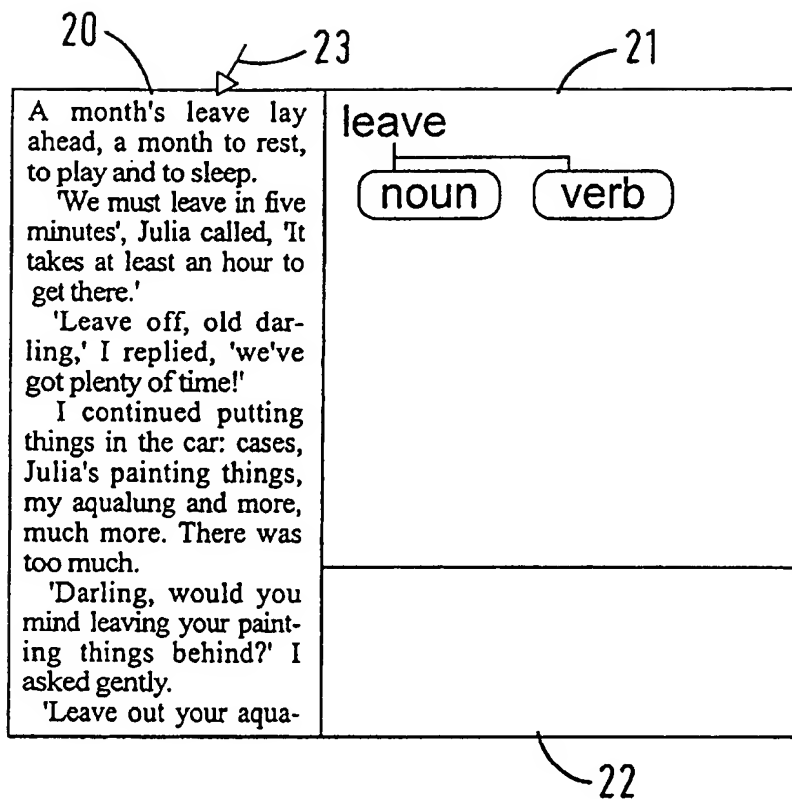 20
23
21
A month's leave lay
ahead, a month to rest,
to play and to sleep.
'We must leave in five
minutes', Julia called, 'It
takes at least an hour to
get there.'
'Leave off, old dar-
ling,' I replied, 'we've
got plenty of time!'
I continued putting
things in the car: cases,
Julia's painting things,
my aqualung and more,
much more. There was
too much.
'Darling, would you
mind leaving your paint-
ing things behind?' I
asked gently.
'Leave out your aqua-
leave
noun verb
22